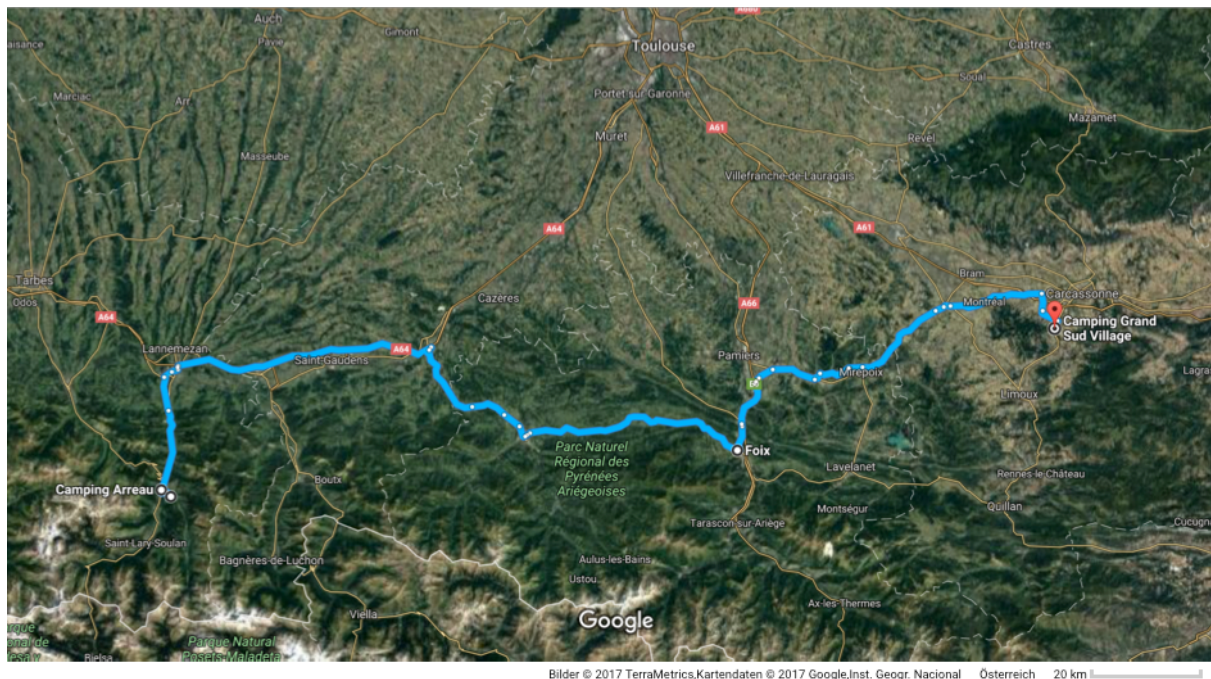 Auch
Pavie
Gimont
Toulouse
Castres
Marciac
Arr
Portet sur Garonne
Soual
Mazamet
Muret
A61
Revel
Masseube
Villefranche-de-Lauragais
A64
A61
Tarbes
Odos
Bram
Cazères
A66
Montréal
Carcassonne
A64
Camping Grand
Sud Village
Lannemezan
A64
Saint-Gaudens
Pamiers
Mirepoix
Limoux
Parc Naturel
Régional des
Pyrénées
Ariégeoises
Foix
Lavelanet
Rennes-le-Château
Camping Arreau
Boutx
Montségur
Quillan
Tarascon-sur-Ariège
Saint-Lary-Soulan
Bagnères-de-Luchon
Aulus-les-Bains
Ustou
Ax-les-Thermes
Viella
Google
Parque Natural
Posets-Maladeta
Bielsa
Bilder © 2017 TerraMetrics,Kartendaten © 2017 Google,Inst. Geogr. Nacional Österreich 20 km